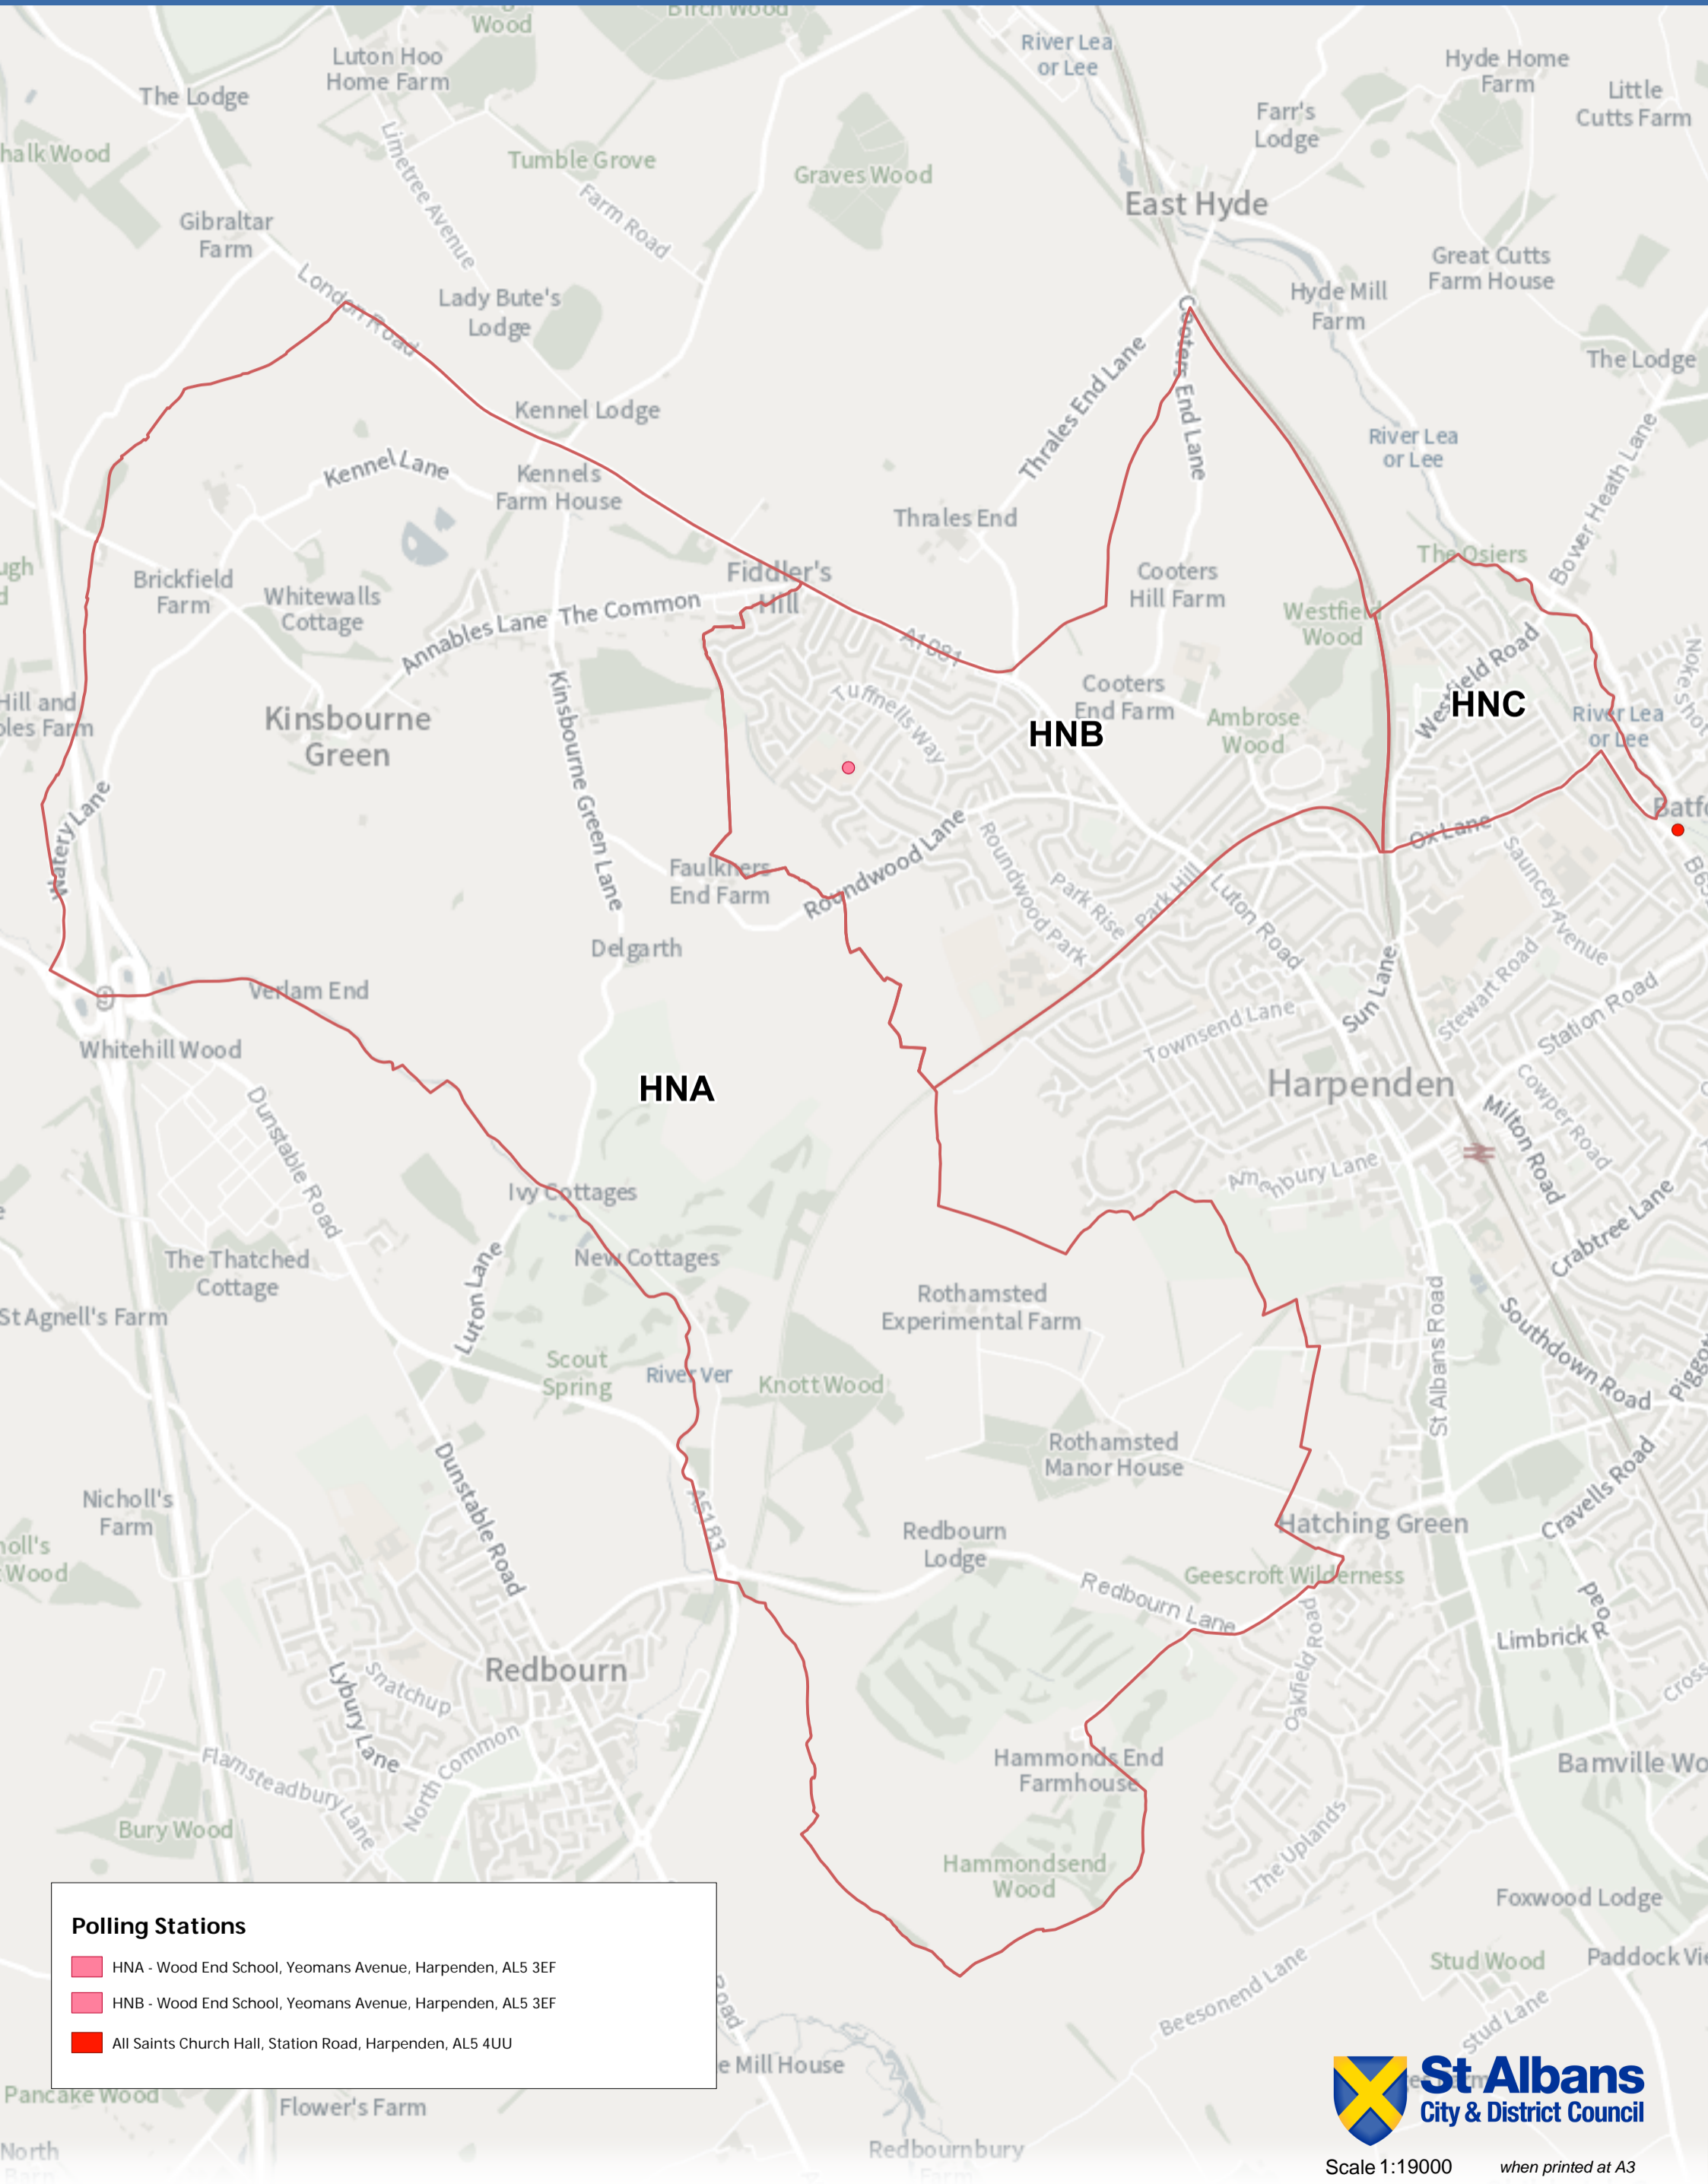 Wood
Birch Wood
River Lea
or Lee
Luton Hoo
Home Farm
The Lodge
Hyde Home
Farm
Little
Cutts Farm
Farr's
Lodge
Limetree Avenue
Tumble Grove
Graves Wood
Farm Road
East Hyde
Gibraltar
Farm
London Road
Lady Bute's
Lodge
Great Cutts
Farm House
Hyde Mill
Farm
Cooters End Lane
Thrales End Lane
The Lodge
Kennel Lodge
River Lea
or Lee
Bower Heath Lane
Kennel Lane
Kennels
Farm House
Thrales End
The Osiers
Brickfield
Farm
Whitewalls
Cottage
Fiddler's
Hill
Annables Lane
The Common
Cooters
Hill Farm
Westfield
Wood
A1081
Westfield Road
HNC
Kinsbourne
Green
Kinsbourne Green Lane
Tuffnells Way
HNB
Cooters
End Farm
Ambrose
Wood
River Lea
or Lee
Watery Lane
Ox Lane
Roundwood Lane
Faulkners
End Farm
Roundwood Park
Park Rise
Park Hill
Luton Road
Sauncey Avenue
Delgarth
Verlam End
Sun Lane
Stewart Road
Station Road
Whitehill Wood
Townsend Lane
HNA
Harpenden
Dunstable Road
Milton Road
Cowper Road
Ivy Cottages
Crabtree Lane
The Thatched
Cottage
Luton Lane
New Cottages
Rothamsted
Experimental Farm
St Agnell's Farm
St Albans Road
Southdown Road
Scout
Spring
River Ver
Knott Wood
Rothamsted
Manor House
Dunstable Road
Nicholl's
Farm
A5183
Redbourn
Lodge
Hatching Green
Cravells Road
Geescroft Wilderness
Redbourn Lane
Oakfield Road
Limbrick R
oad
Redbourn
Snatchup
Lybury Lane
North Common
Flamsteadbury Lane
Hammonds End
Farmhouse
Bury Wood
Hammondsend
Wood
The Uplands
Foxwood Lodge
Stud Wood
Beesonend Lane
Stud Lane
Polling Stations
HNA - Wood End School, Yeomans Avenue, Harpenden, AL5 3EF
HNB - Wood End School, Yeomans Avenue, Harpenden, AL5 3EF
All Saints Church Hall, Station Road, Harpenden, AL5 4UU
e Mill House
Pancake Wood
Flower's Farm
North
Redbournbury
Farm
St Albans
City & District Council
Scale 1:19000
when printed at A3